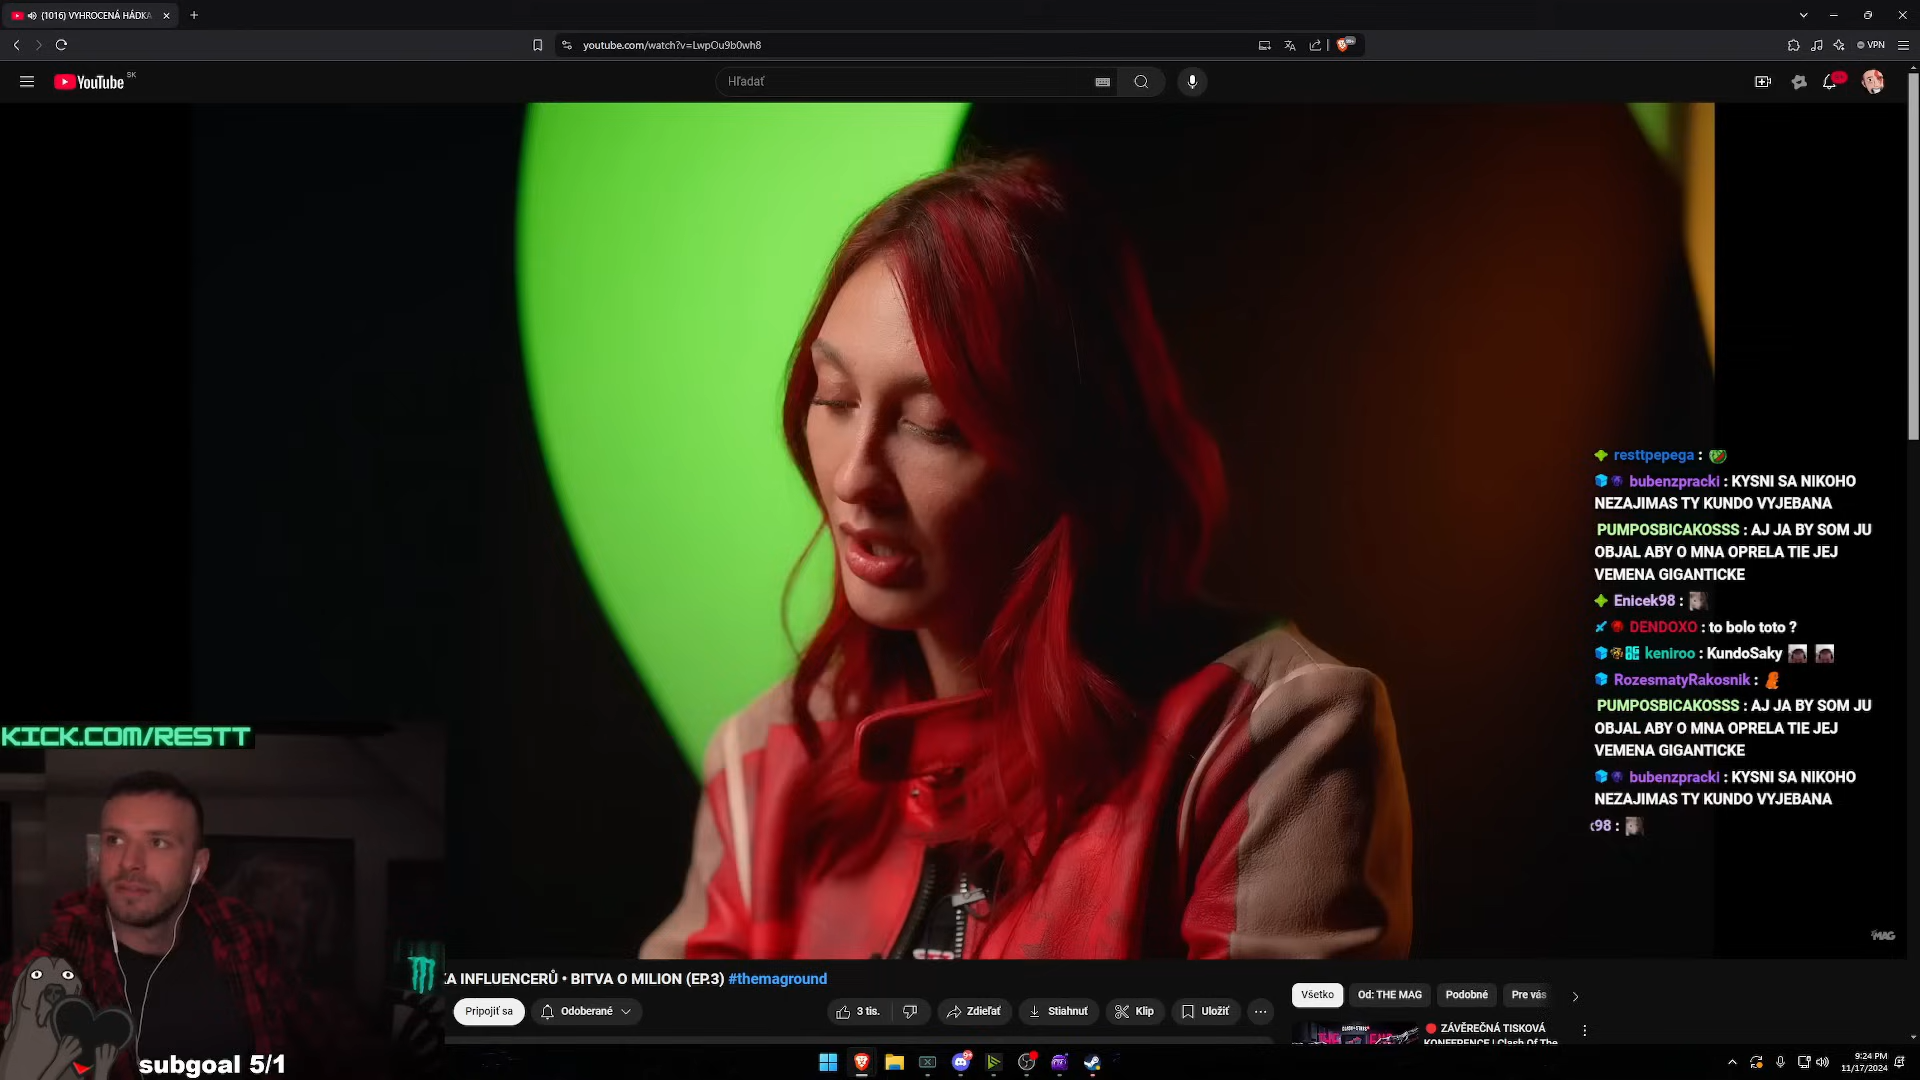 (1016) VYHROCENÁ HÁDKA
youtube.com/watch?v=LwpOu9b0wh8
VPN
YouTube SK
Hľadať
resttpepega :
bubenzpracki : KYSNI SA NIKOHO
NEZAJIMAS TY KUNDO VYJEBANA
PUMPOSBICAKOSSS : AJ JA BY SOM JU
OBJAL ABY O MNA OPRELA TIE JEJ
VEMENA GIGANTICKE
Enicek98 :
DENDOXO : to bolo toto ?
keniroo : KundoSaky
RozesmatyRakosnik :
PUMPOSBICAKOSSS : AJ JA BY SOM JU
OBJAL ABY O MNA OPRELA TIE JEJ
VEMENA GIGANTICKE
bubenzpracki : KYSNI SA NIKOHO
NEZAJIMAS TY KUNDO VYJEBANA
98 :
KICK.COM/RESTT
MAG
KA INFLUENCERŮ • BITVA O MILION (EP.3) #themaground
Pripojiť sa
Odoberané
3 tis.
Zdieľať
Stiahnuť
Klip
Uložiť
Všetko
Od: THE MAG
Podobné
Pre vás
ZÁVĚREČNÁ TISKOVÁ
KONFERENCE | Clash Of The
subgoal 5/1
9:24 PM
11/17/2024